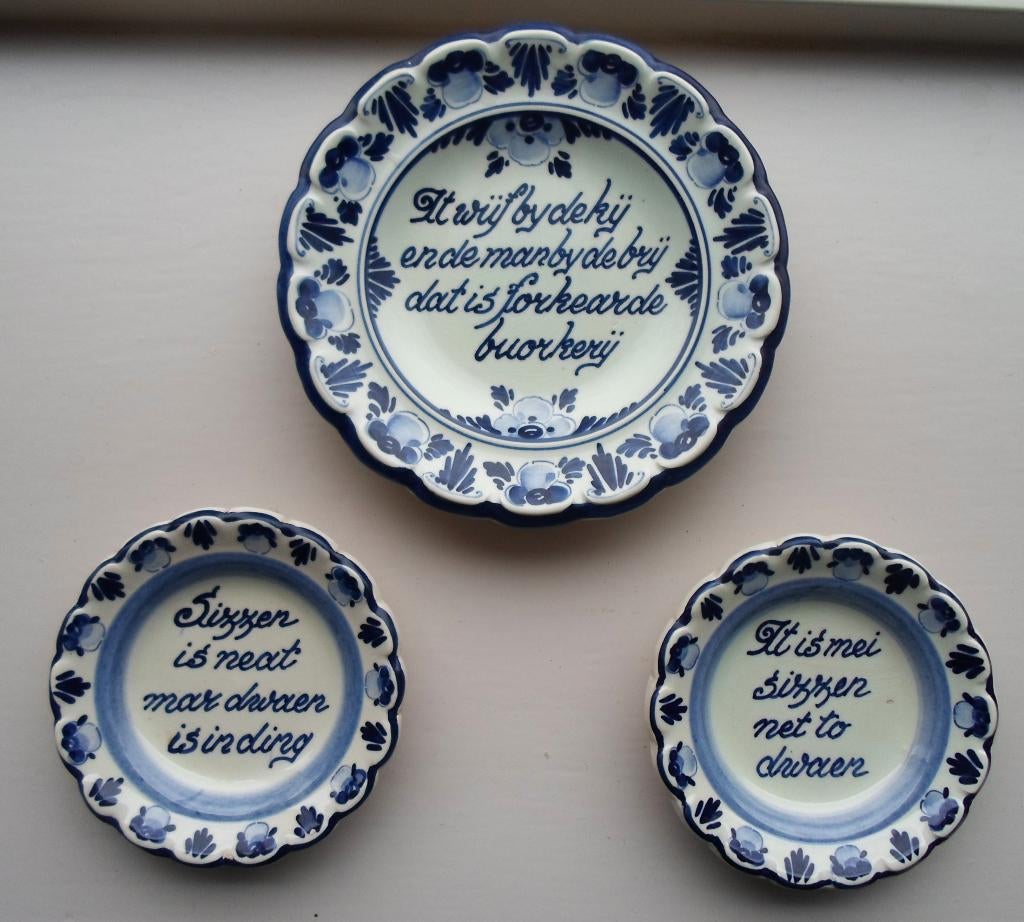 It wijf by de kij
en de man by de brij
dat is forkearde
buorkerij
Sizzen
is neat
mar dwaen
is in ding
It is mei
sizzen
net to
dwaen